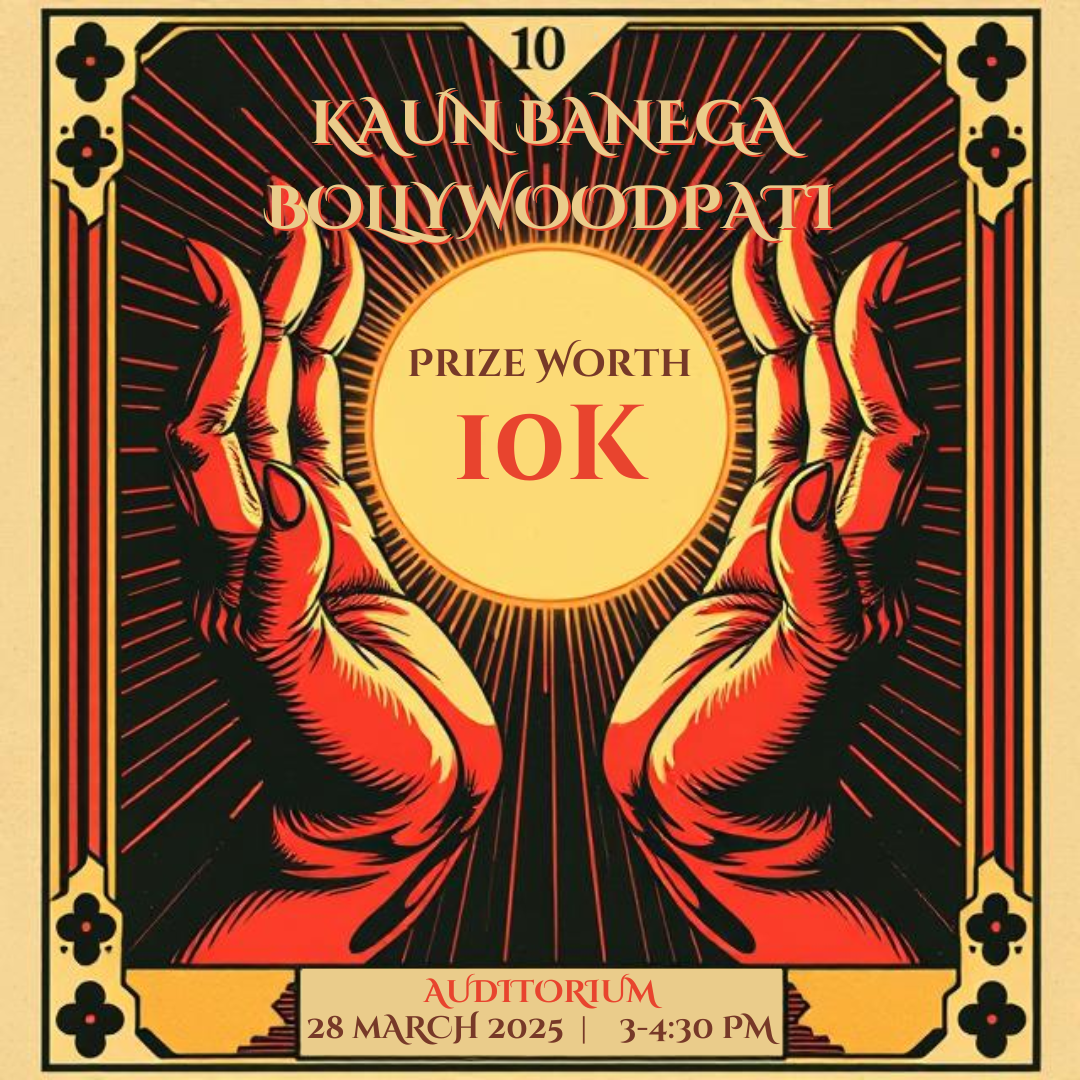 10
KAUN BANEGA
BOLLYWOODPATI
PRIZE WORTH
10K
AUDITORIUM
28 MARCH 2025 | 3-4:30 PM